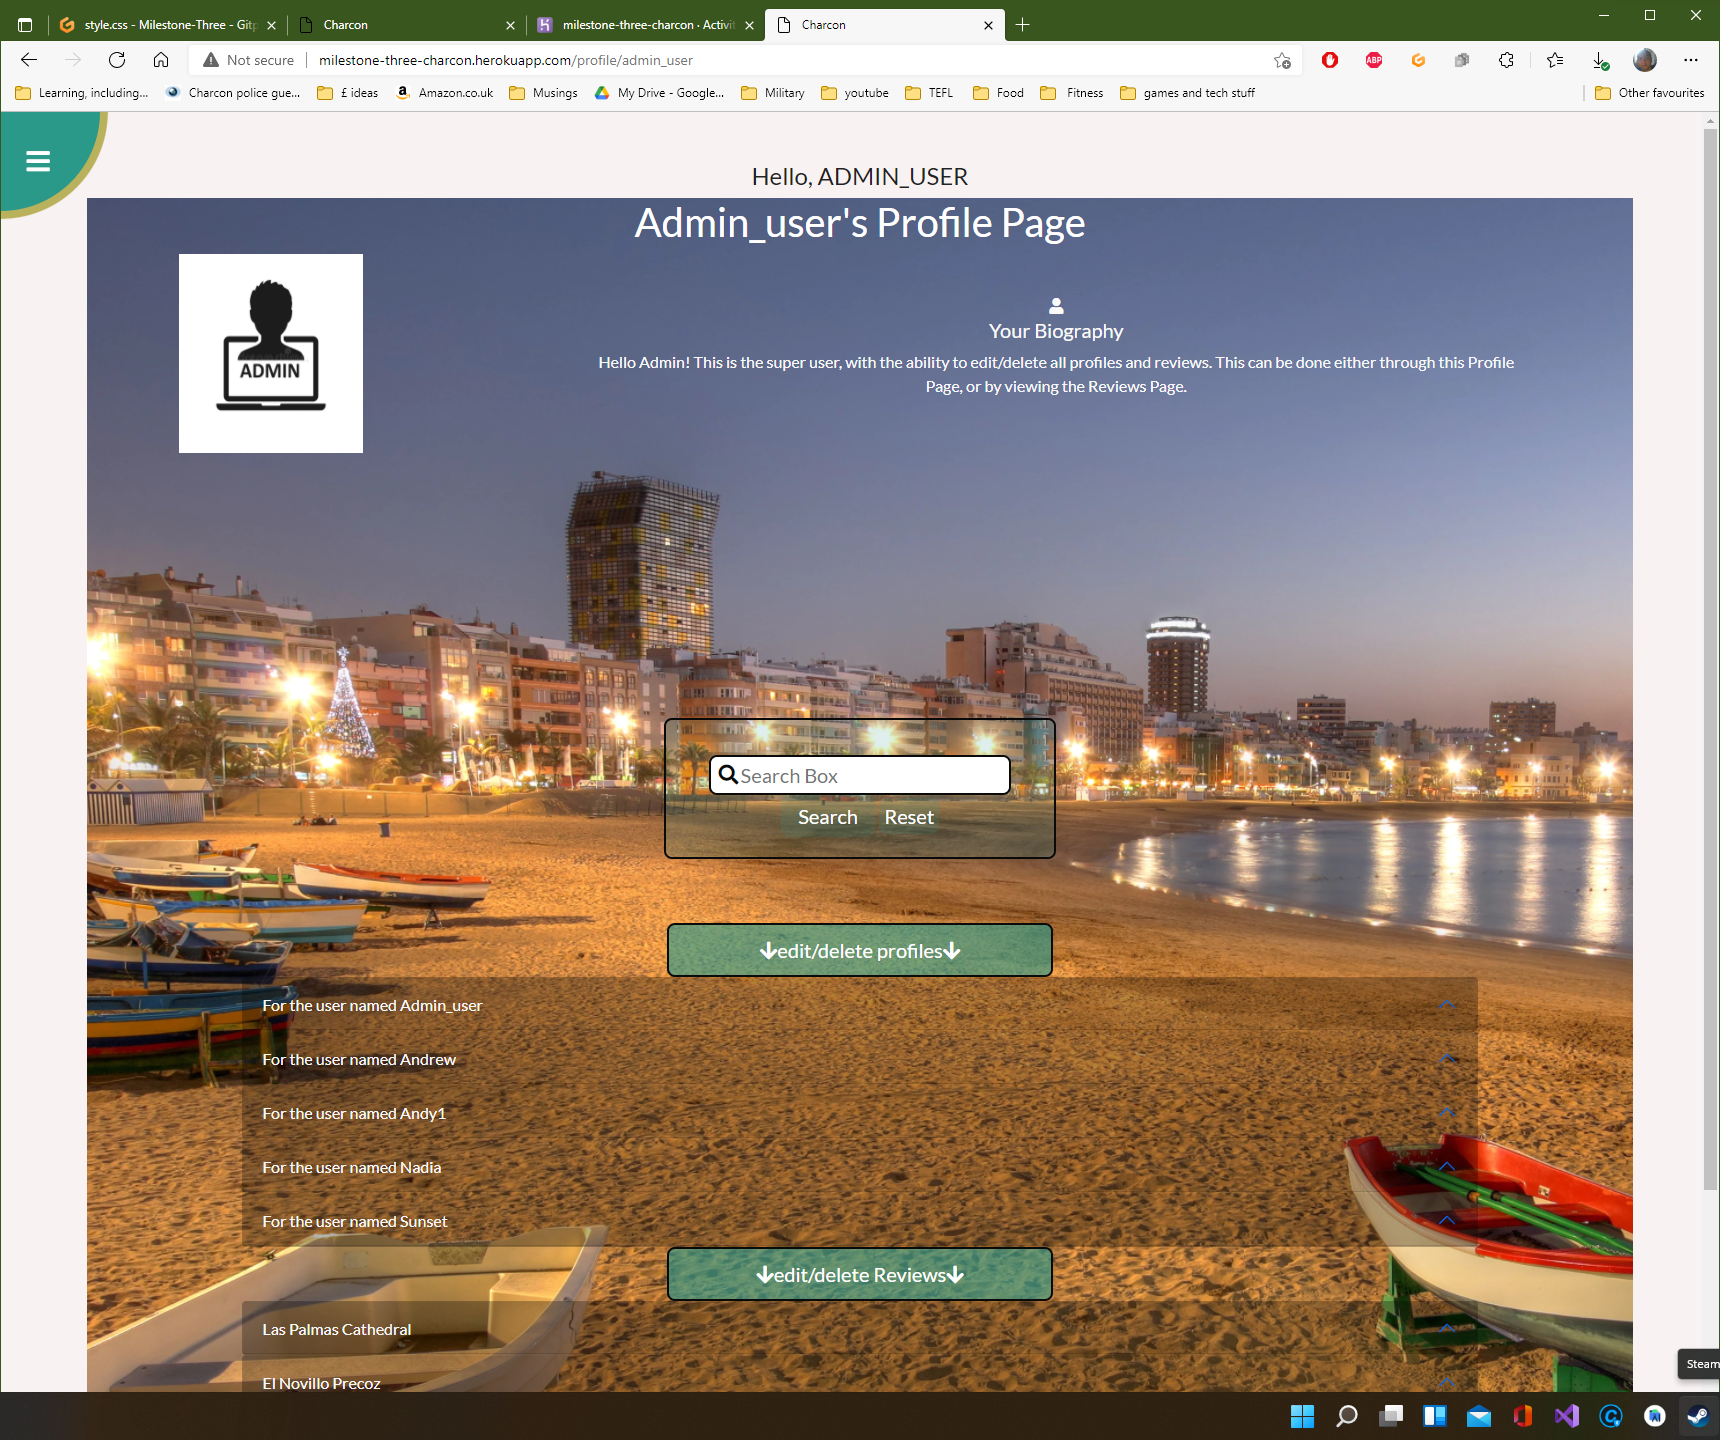 style.css - Milestone-Three - Gitp
Charcon
milestone-three-charcon · Activit
Charcon
Not secure
milestone-three-charcon.herokuapp.com/profile/admin_user
ABP
Learning, including...
Charcon police gue...
£ ideas
Amazon.co.uk
Musings
My Drive - Google...
Military
youtube
TEFL
Food
Fitness
games and tech stuff
Other favourites
Hello, ADMIN_USER
Admin_user's Profile Page
ADMIN
Your Biography
Hello Admin! This is the super user, with the ability to edit/delete all profiles and reviews. This can be done either through this Profile
Page, or by viewing the Reviews Page.
Search Box
Search Reset
edit/delete profiles
For the user named Admin_user
For the user named Andrew
For the user named Andy1
For the user named Nadia
For the user named Sunset
edit/delete Reviews
Las Palmas Cathedral
El Novillo Precoz
Steam